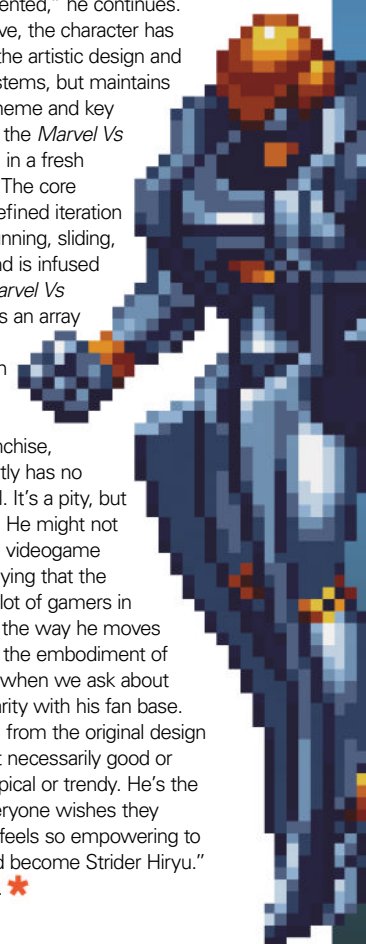 ented,” he continues.
ve, the character has
the artistic design and
stems, but maintains
heme and key
the Marvel Vs
in a fresh
The core
efined iteration
nning, sliding,
d is infused
arvel Vs
s an array
n
nchise,
tly has no
. It’s a pity, but
He might not
videogame
ying that the
lot of gamers in
the way he moves
the embodiment of
when we ask about
arity with his fan base.
from the original design
t necessarily good or
pical or trendy. He’s the
eryone wishes they
feels so empowering to
d become Strider Hiryu.”